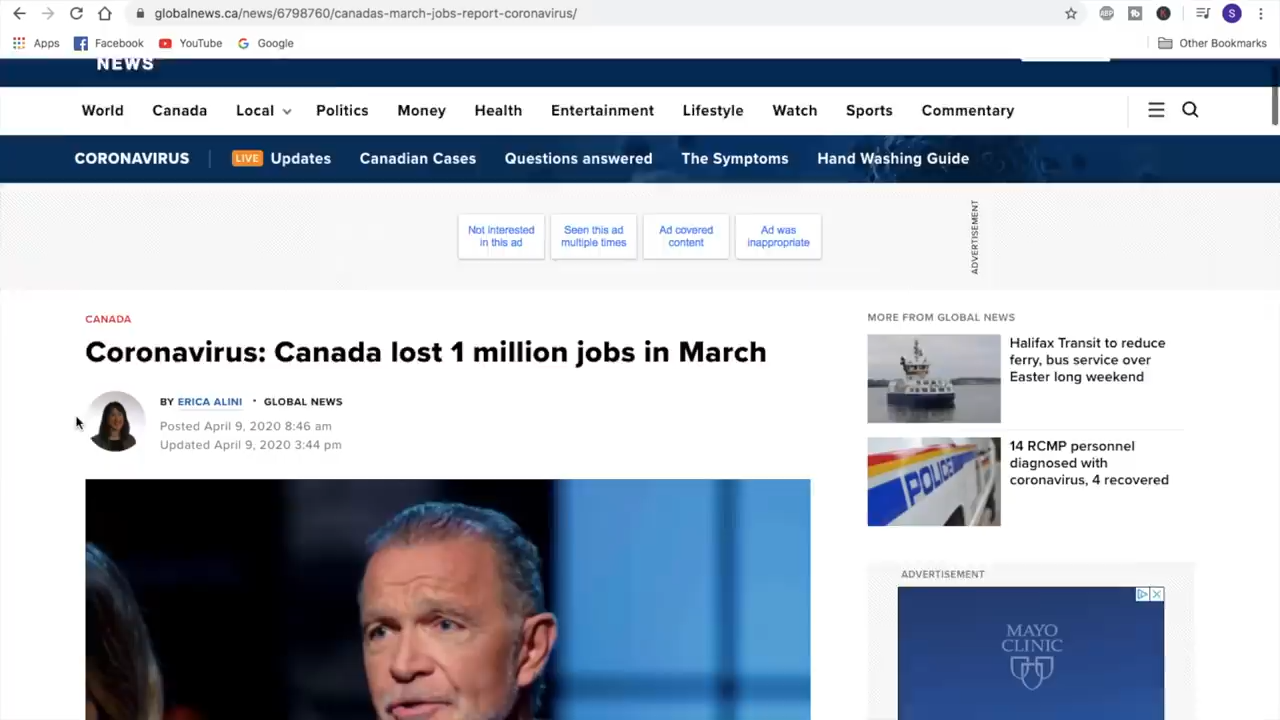 globalnews.ca/news/6798760/canadas-march-jobs-report-coronavirus/
ABP
S
Apps Facebook YouTube Google Other Bookmarks
NEWS
World Canada Local Politics Money Health Entertainment Lifestyle Watch Sports Commentary
CORONAVIRUS LIVE Updates Canadian Cases Questions answered The Symptoms Hand Washing Guide
Not interested
in this ad
Seen this ad
multiple times
Ad covered
content
Ad was
inappropriate
ADVERTISEMENT
CANADA
Coronavirus: Canada lost 1 million jobs in March
BY ERICA ALINI · GLOBAL NEWS
Posted April 9, 2020 8:46 am
Updated April 9, 2020 3:44 pm
MORE FROM GLOBAL NEWS
Halifax Transit to reduce
ferry, bus service over
Easter long weekend
POLICE
14 RCMP personnel
diagnosed with
coronavirus, 4 recovered
ADVERTISEMENT
MAYO
CLINIC